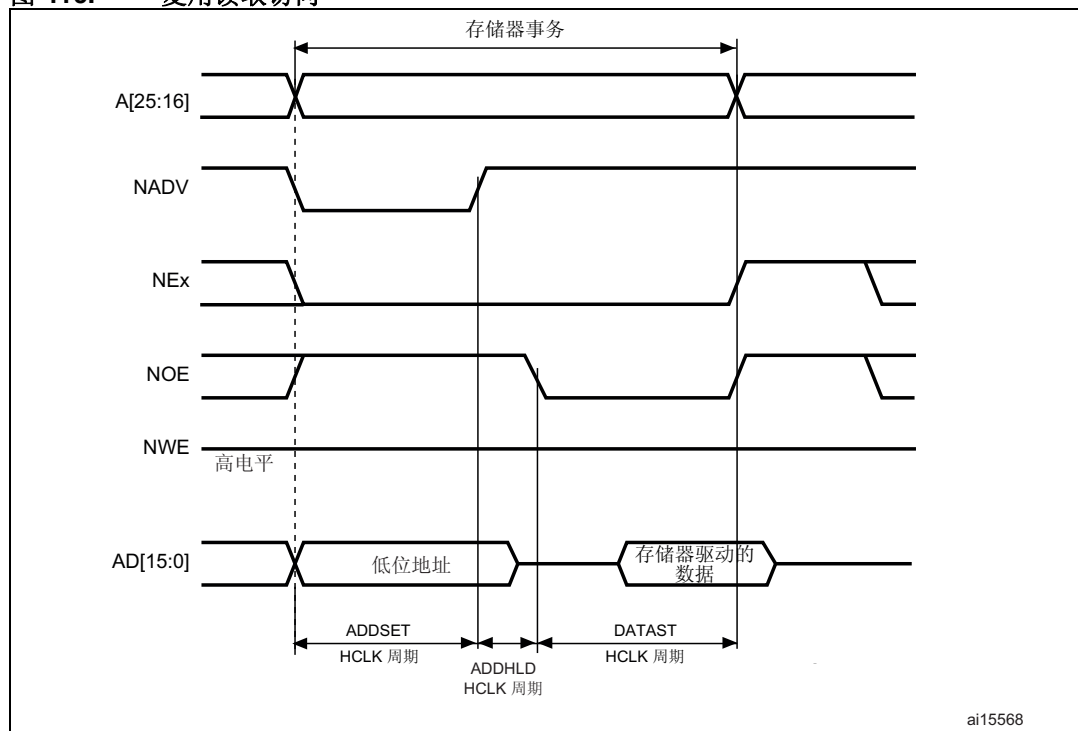 存储器事务
A[25:16]
NADV
NEx
NOE
NWE
高电平
AD[15:0]
低位地址
存储器驱动的
数据
ADDSET
HCLK 周期
ADDHLD
HCLK 周期
DATAST
HCLK 周期
ai15568